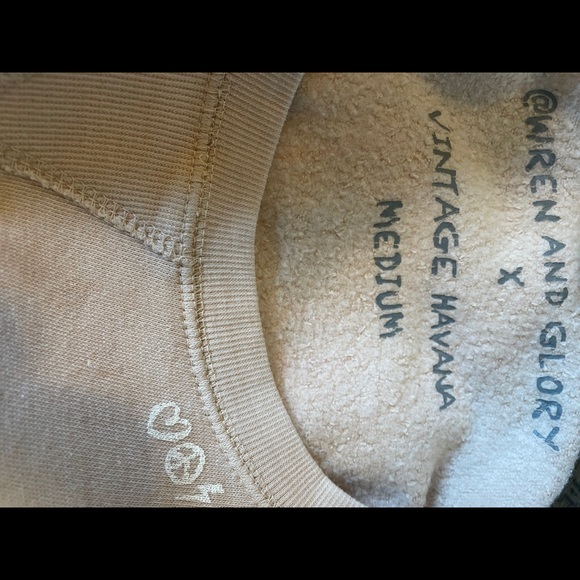 @WREN AND GLORY
X
VINTAGE HAVANA
MEDIUM